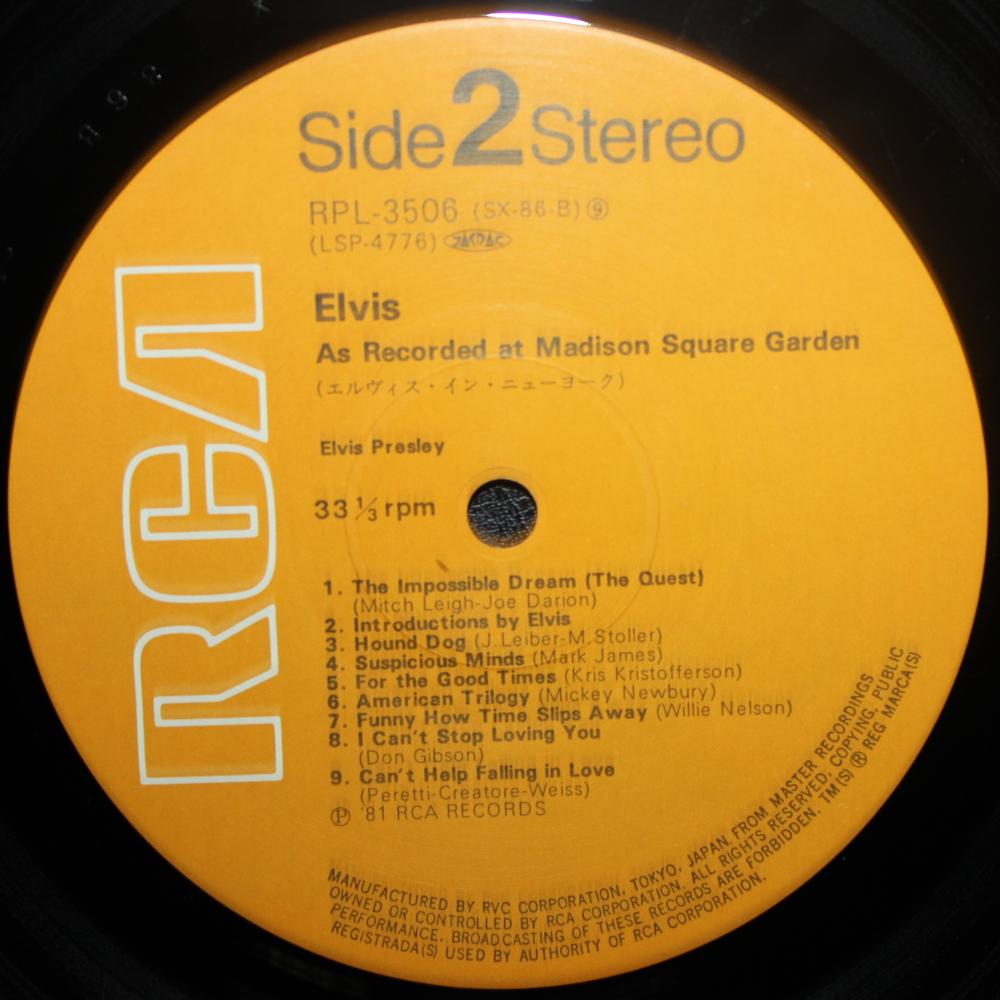 Side 2 Stereo
RPL-3506 (SX-86-B) ⑨
(LSP-4776) JASRAC
RCA
Elvis
As Recorded at Madison Square Garden
(エルヴィス・イン・ニューヨーク)
Elvis Presley
33 1/3 rpm
1. The Impossible Dream (The Quest)
(Mitch Leigh-Joe Darion)
2. Introductions by Elvis
3. Hound Dog (J.Leiber-M.Stoller)
4. Suspicious Minds (Mark James)
5. For the Good Times (Kris Kristofferson)
6. American Trilogy (Mickey Newbury)
7. Funny How Time Slips Away (Willie Nelson)
8. I Can't Stop Loving You
(Don Gibson)
9. Can't Help Falling in Love
(Peretti-Creatore-Weiss)
Ⓟ '81 RCA RECORDS
MANUFACTURED BY RVC CORPORATION, TOKYO, JAPAN. FROM MASTER RECORDINGS
OWNED OR CONTROLLED BY RCA CORPORATION. ALL RIGHTS RESERVED, COPYING, PUBLIC
PERFORMANCE, BROADCASTING OF THESE RECORDS ARE FORBIDDEN. TM(S) ® REG MARCA(S)
REGISTRADA(S) USED BY AUTHORITY OF RCA CORPORATION.